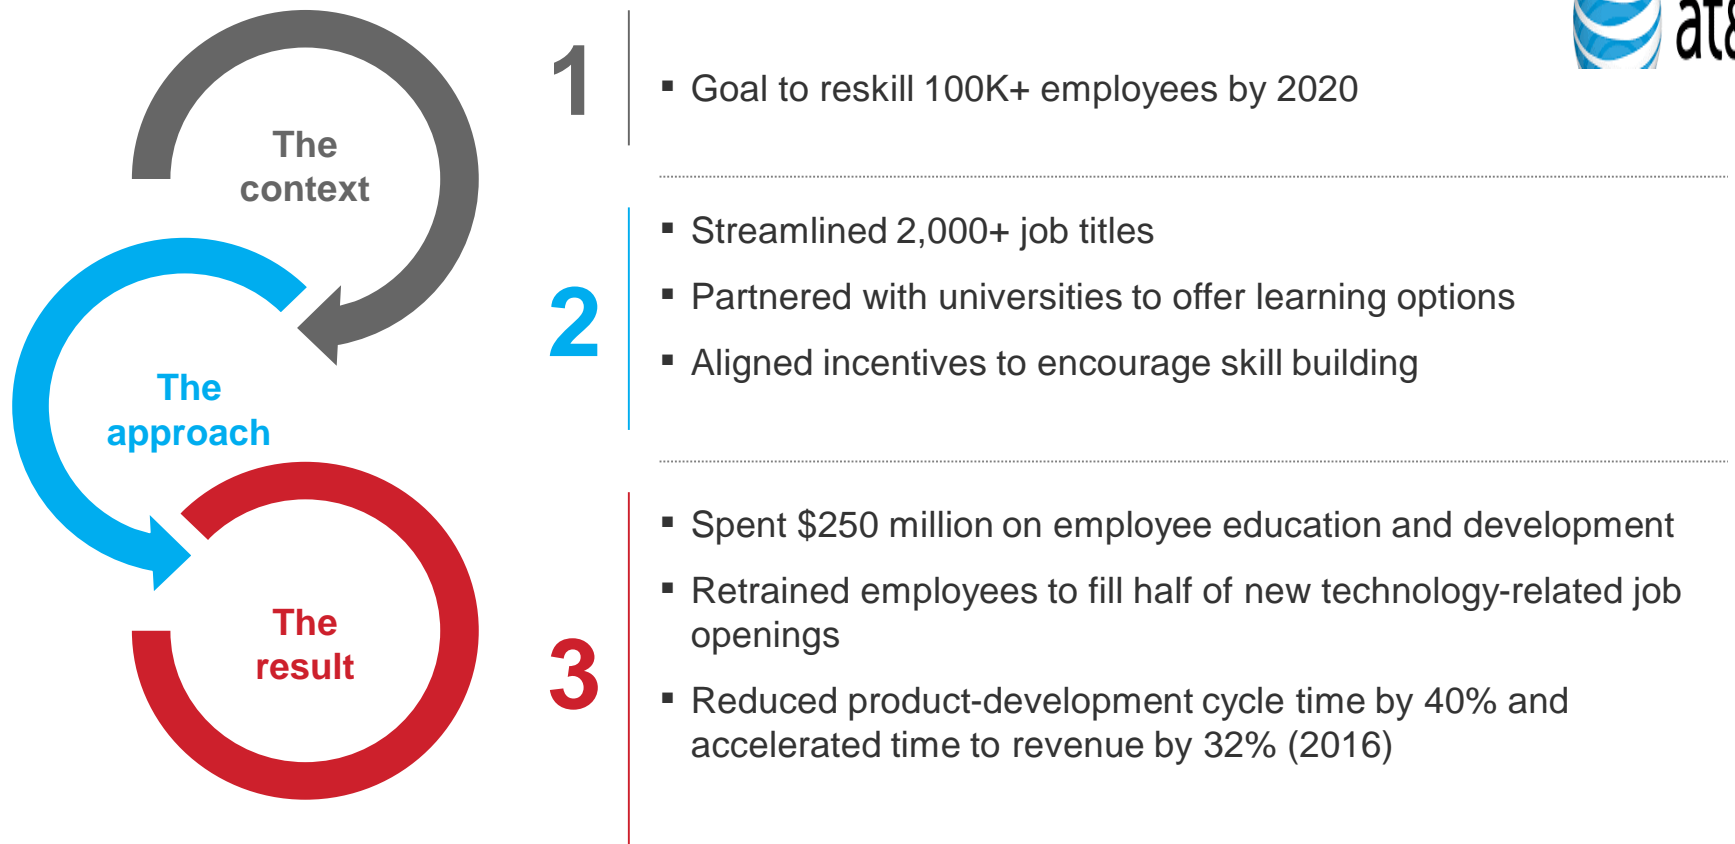 at&
1
The
context
▪ Goal to reskill 100K+ employees by 2020
2
The
approach
▪ Streamlined 2,000+ job titles
▪ Partnered with universities to offer learning options
▪ Aligned incentives to encourage skill building
3
The
result
▪ Spent $250 million on employee education and development
▪ Retrained employees to fill half of new technology-related job
openings
▪ Reduced product-development cycle time by 40% and
accelerated time to revenue by 32% (2016)